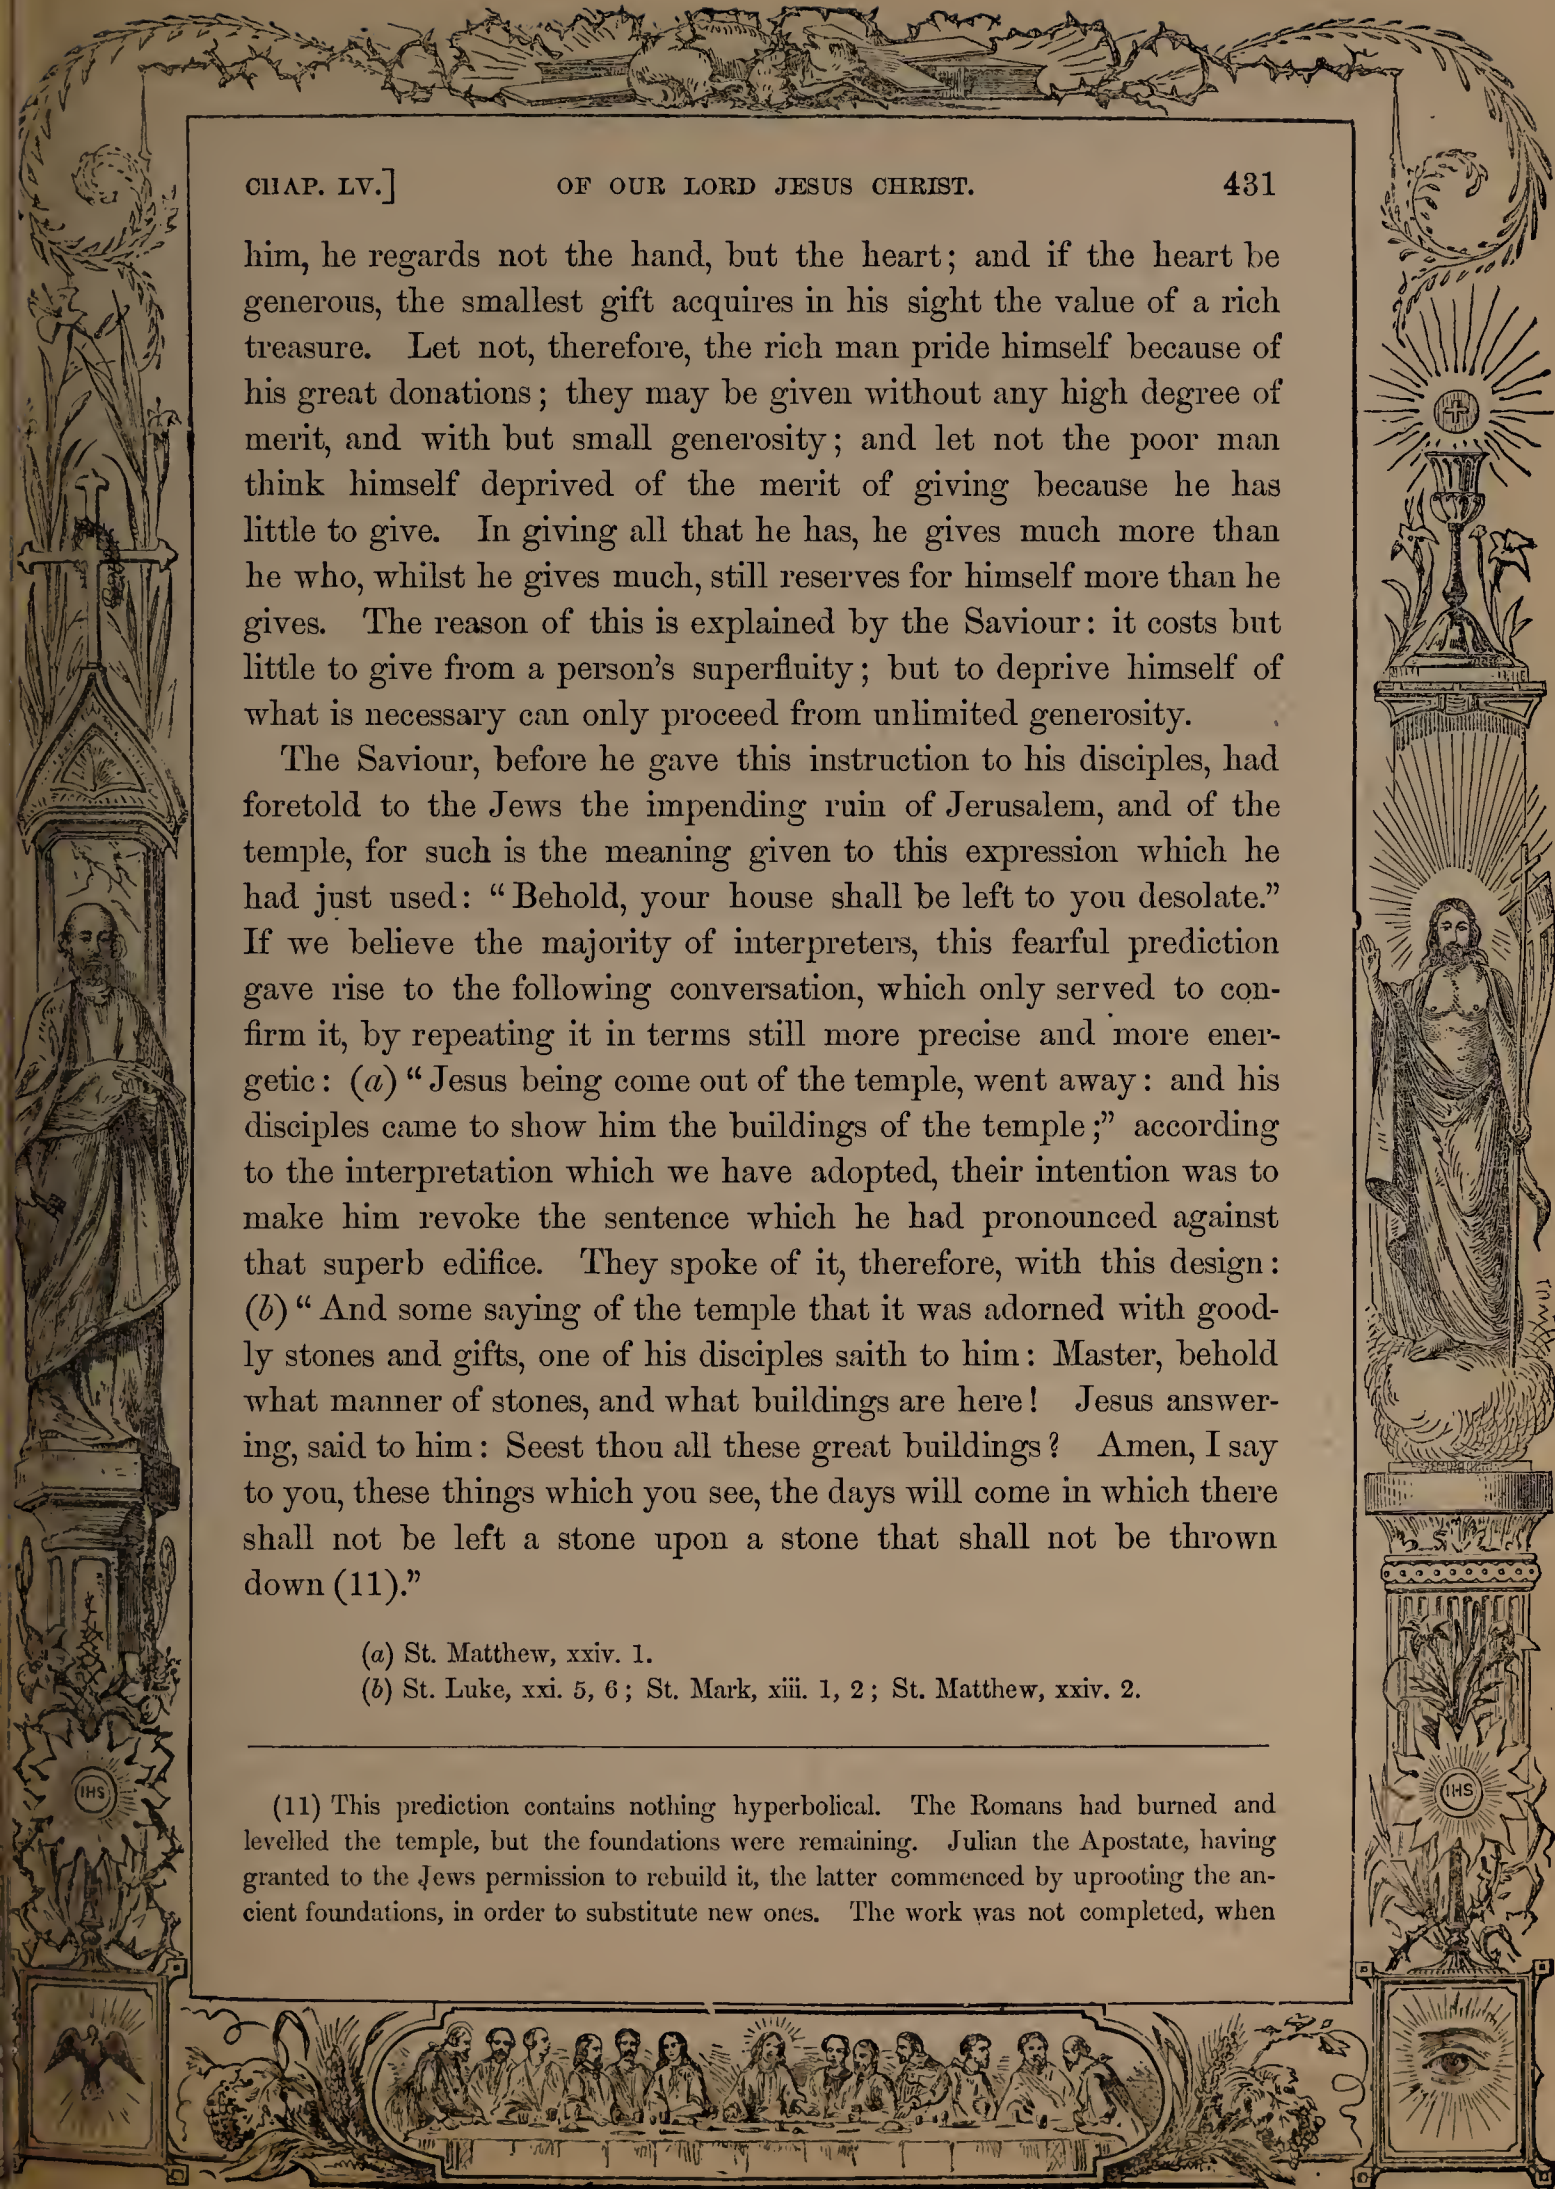 CHAP. LV.] OF OUR LORD JESUS CHRIST. 431
him, he regards not the hand, but the heart; and if the heart be
generous, the smallest gift acquires in his sight the value of a rich
treasure. Let not, therefore, the rich man pride himself because of
his great donations; they may be given without any high degree of
merit, and with but small generosity; and let not the poor man
think himself deprived of the merit of giving because he has
little to give. In giving all that he has, he gives much more than
he who, whilst he gives much, still reserves for himself more than he
gives. The reason of this is explained by the Saviour: it costs but
little to give from a person's superfluity; but to deprive himself of
what is necessary can only proceed from unlimited generosity.
The Saviour, before he gave this instruction to his disciples, had
foretold to the Jews the impending ruin of Jerusalem, and of the
temple, for such is the meaning given to this expression which he
had just used: “Behold, your house shall be left to you desolate.”
If we believe the majority of interpreters, this fearful prediction
gave rise to the following conversation, which only served to con-
firm it, by repeating it in terms still more precise and more ener-
getic: (a) “Jesus being come out of the temple, went away: and his
disciples came to show him the buildings of the temple;” according
to the interpretation which we have adopted, their intention was to
make him revoke the sentence which he had pronounced against
that superb edifice. They spoke of it, therefore, with this design:
(b) “And some saying of the temple that it was adorned with good-
ly stones and gifts, one of his disciples saith to him: Master, behold
what manner of stones, and what buildings are here! Jesus answer-
ing, said to him: Seest thou all these great buildings? Amen, I say
to you, these things which you see, the days will come in which there
shall not be left a stone upon a stone that shall not be thrown
down (11).”
(a) St. Matthew, xxiv. 1.
(b) St. Luke, xxi. 5, 6; St. Mark, xiii. 1, 2; St. Matthew, xxiv. 2.
(11) This prediction contains nothing hyperbolical. The Romans had burned and
levelled the temple, but the foundations were remaining. Julian the Apostate, having
granted to the Jews permission to rebuild it, the latter commenced by uprooting the an-
cient foundations, in order to substitute new ones. The work was not completed, when
IHS
IHS